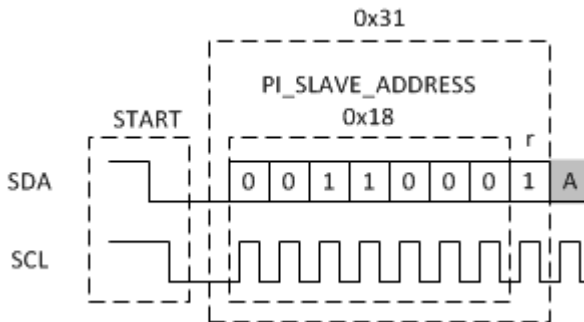 0x31
PI_SLAVE_ADDRESS
START
0x18
r
SDA
0 0 1 1 0 0 0 1 A
SCL